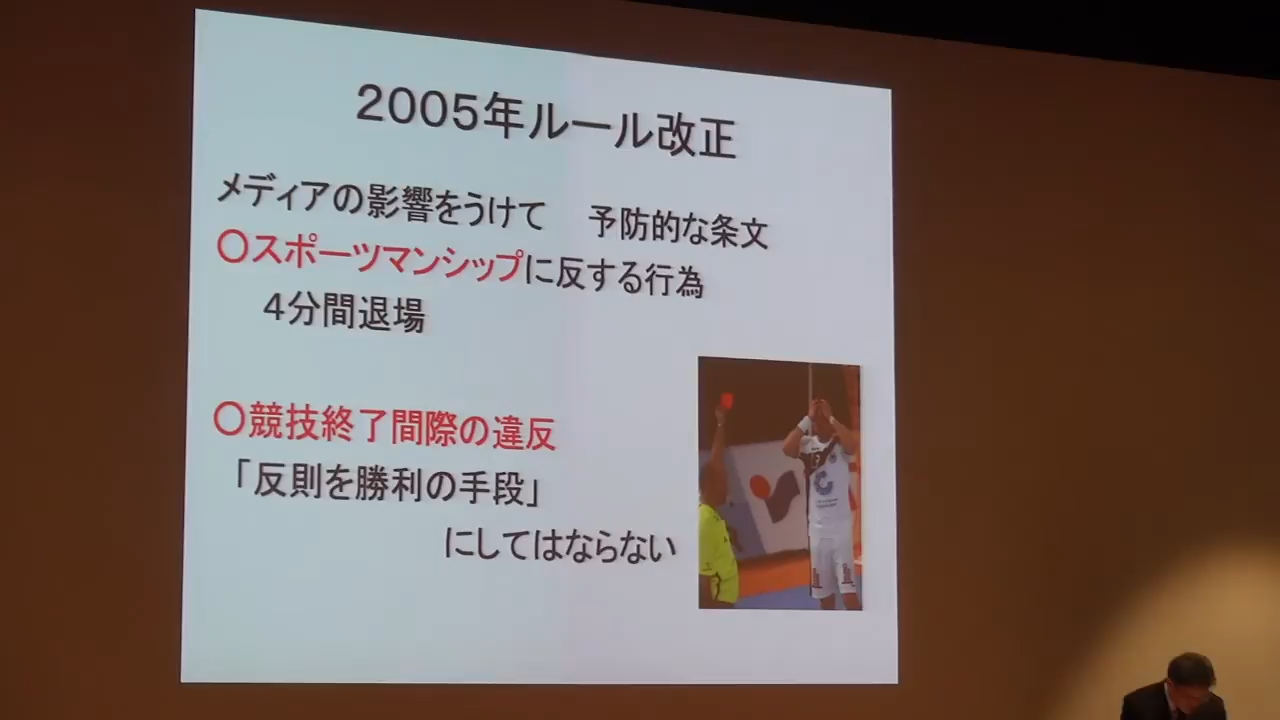 2005年ルール改正
メディアの影響をうけて　予防的な条文
〇スポーツマンシップに反する行為
4分間退場
〇競技終了間際の違反
「反則を勝利の手段」
にしてはならない